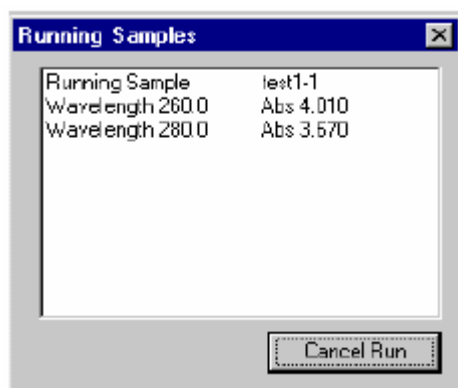 Running Samples
Running Sample test1-1
Wavelength 260.0 Abs 4.010
Wavelength 280.0 Abs 3.670
Cancel Run